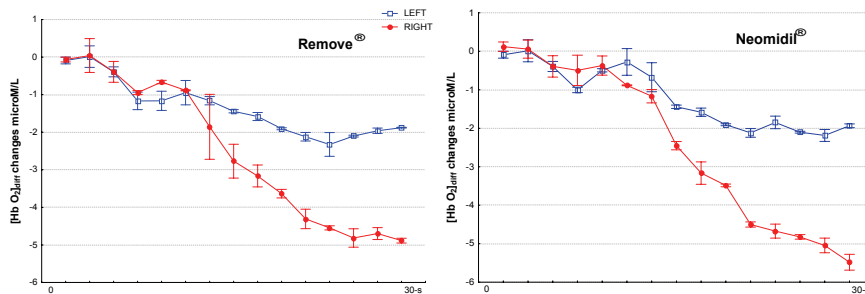 LEFT
RIGHT
Remove®
[Hb O2]diff changes microM/L
1
0
-1
-2
-3
-4
-5
-6
0
30-s
Neomidil®
[Hb O2]diff changes microM/L
1
0
-1
-2
-3
-4
-5
-6
0
30-s